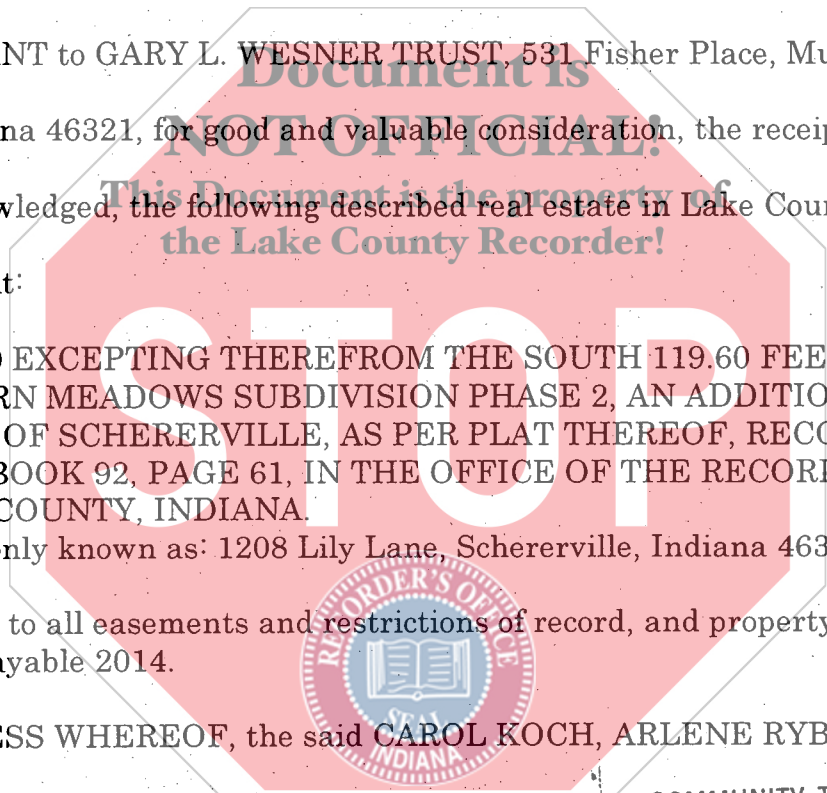 NT to GARY L. WESNER TRUST, 531 Fisher Place, Mu
Document is
na 46321, for good and valuable consideration, the receip
NOT OFFICIAL!
wledged, the following described real estate in Lake Coun
This Document is the property of
the Lake County Recorder!
t:
STOP
EXCEPTING THEREFROM THE SOUTH 119.60 FEE
RN MEADOWS SUBDIVISION PHASE 2, AN ADDITIO
OF SCHERERVILLE, AS PER PLAT THEREOF, RECO
BOOK 92, PAGE 61, IN THE OFFICE OF THE RECOR
COUNTY, INDIANA.
nly known as: 1208 Lily Lane, Schererville, Indiana 463
to all easements and restrictions of record, and property
ayable 2014.
RECORDER'S OFFICE
SEAL
INDIANA
ESS WHEREOF, the said CAROL KOCH, ARLENE RYB
COMMUNITY T